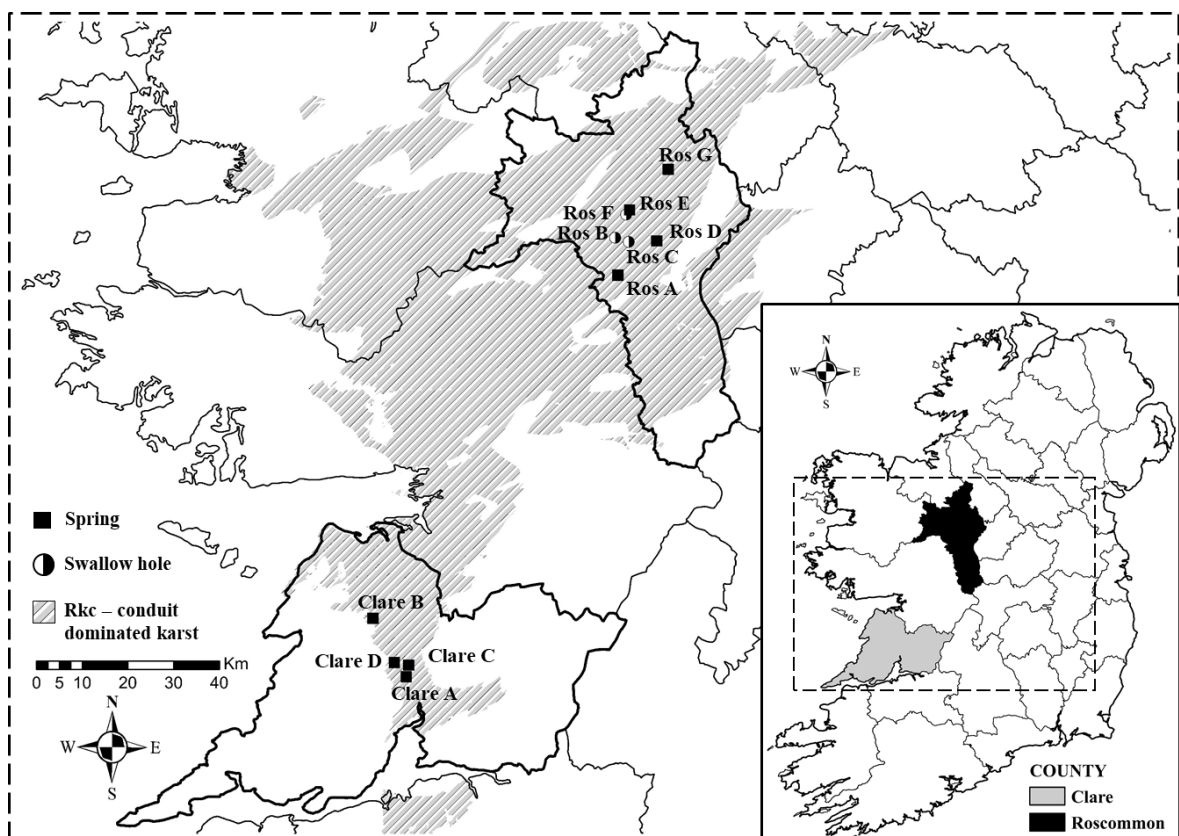 Ros G
Ros E
Ros F
Ros B
Ros D
Ros C
Ros A
Spring
Swallow hole
Rkc – conduit
dominated karst
Km
0 5 10 20 30 40
N
W E
S
Clare B
Clare D
Clare C
Clare A
N
W E
S
COUNTY
Clare
Roscommon